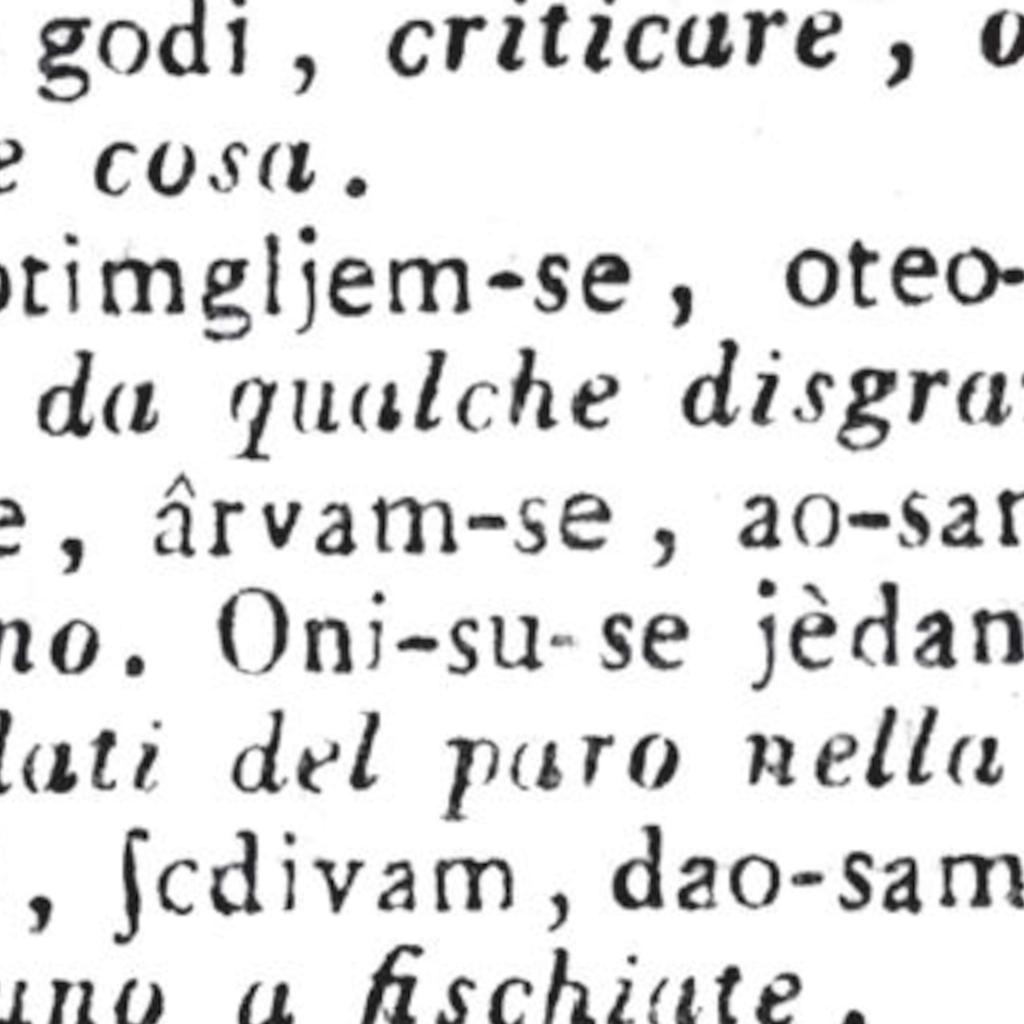 godi, criticare, o
e cosa.
otimgljem-se, oteo-
da qualche disgra
e, ârvam-se, ao-sar
no. Oni-su-se jèdan
lati del paro nella
, ʃcdivam, dao-sam
uno a fischiate.